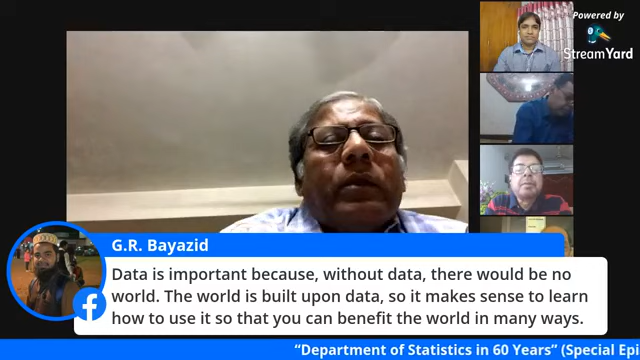 Powered by
StreamYard
G.R. Bayazid
Data is important because, without data, there would be no
world. The world is built upon data, so it makes sense to learn
how to use it so that you can benefit the world in many ways.
“Department of Statistics in 60 Years” (Special Epi